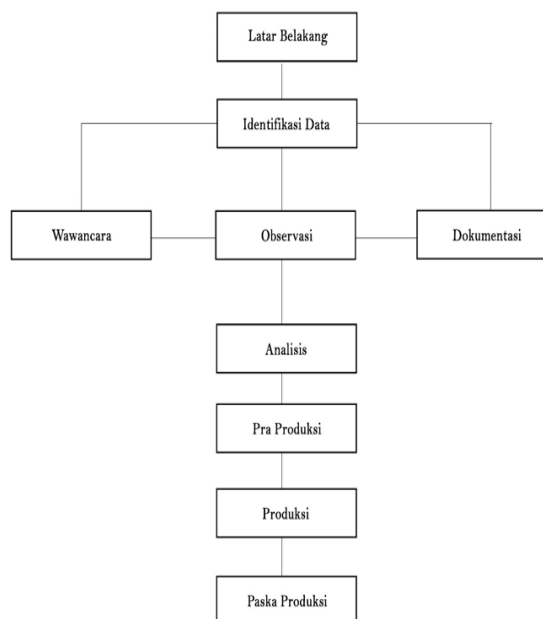 Latar Belakang
Identifikasi Data
Wawancara
Observasi
Dokumentasi
Analisis
Pra Produksi
Produksi
Paska Produksi